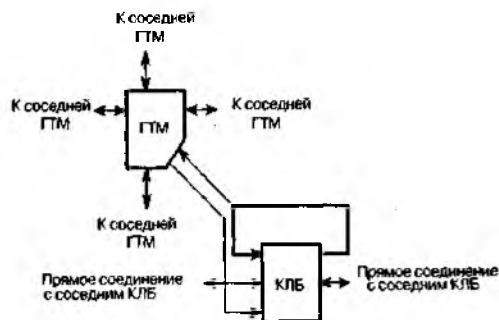 К соседней
ГТМ
К соседней
ГТМ
ГТМ
К соседней
ГТМ
К соседней
ГТМ
Прямое соединение
с соседним КЛБ
КЛБ
Прямое соединение
с соседним КЛБ